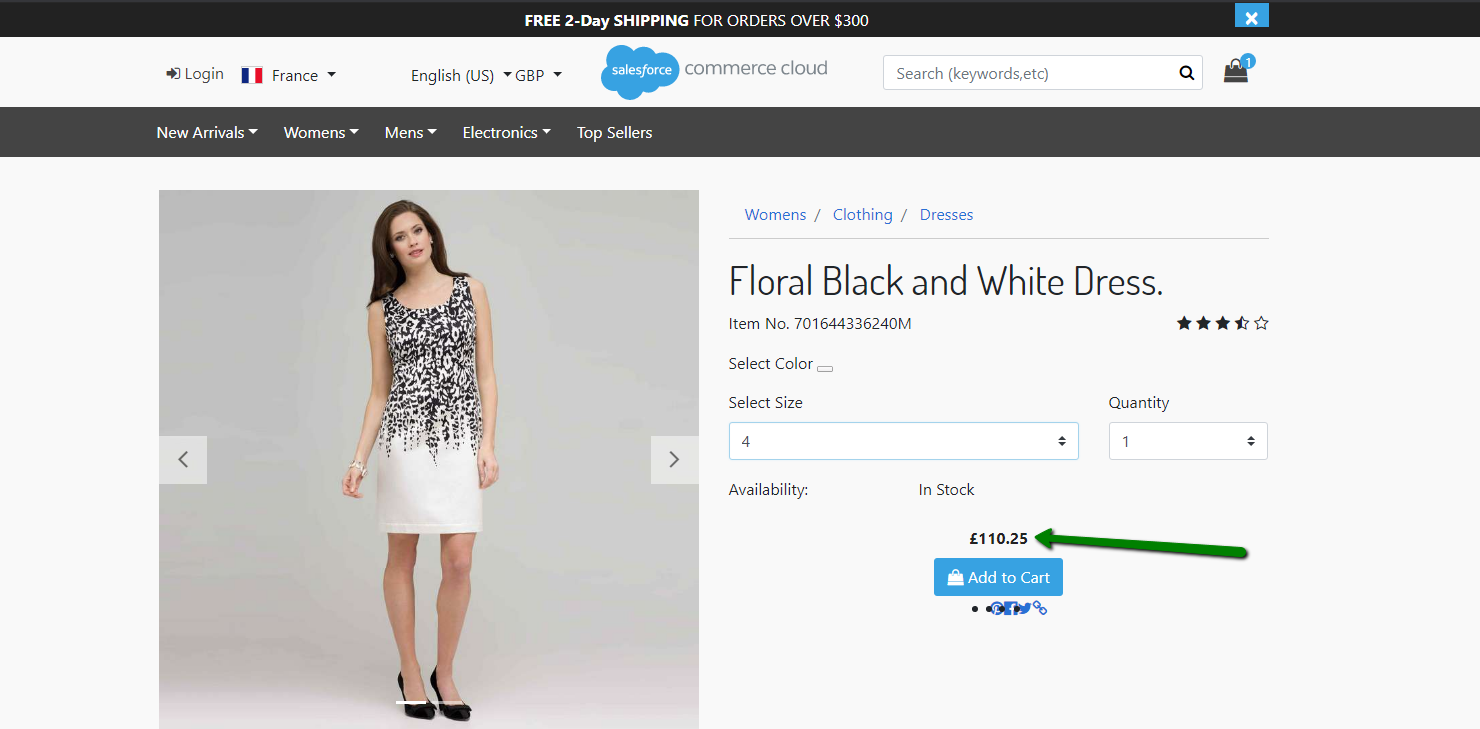 FREE 2-Day SHIPPING FOR ORDERS OVER $300
Login France English (US) GBP salesforce commerce cloud Search (keywords,etc) 1
New Arrivals Womens Mens Electronics Top Sellers
Womens / Clothing / Dresses
Floral Black and White Dress.
Item No. 701644336240M
Select Color
Select Size Quantity
4 1
Availability: In Stock
£110.25
Add to Cart